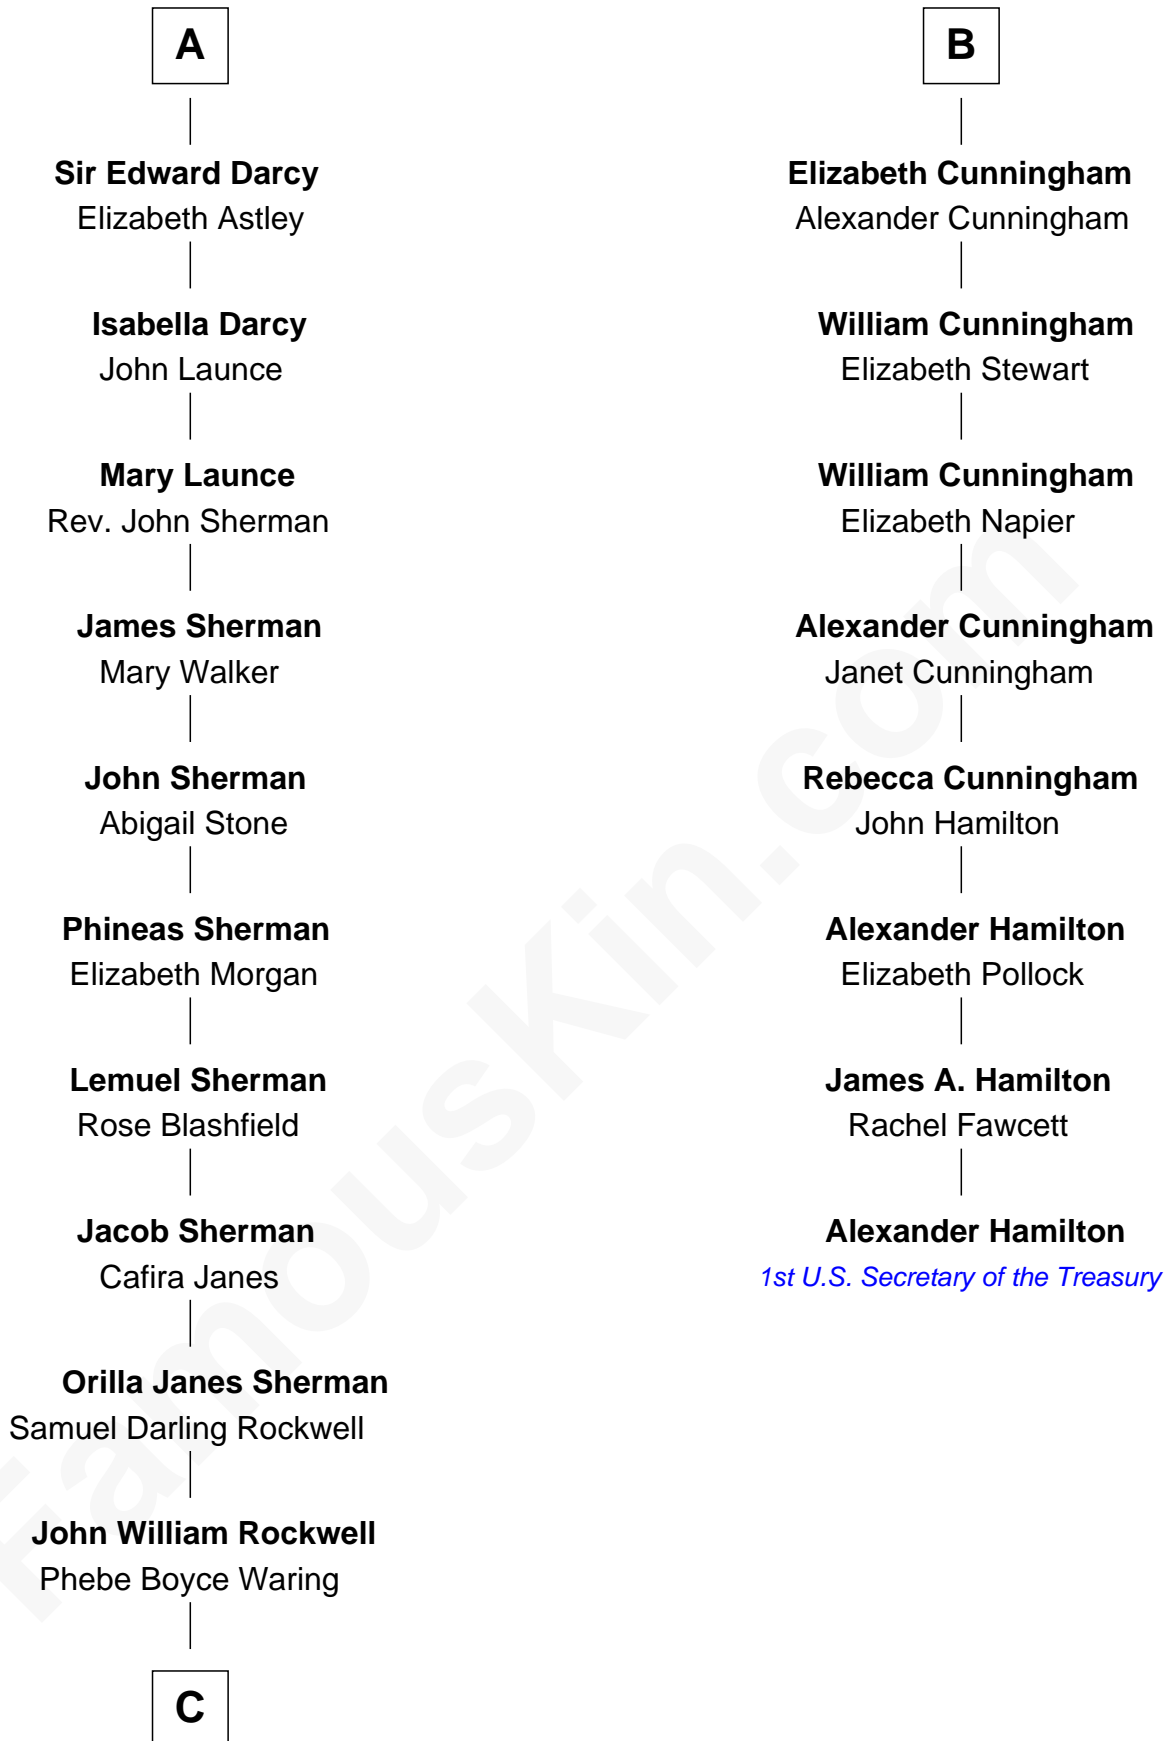 A
Sir Edward Darcy
Elizabeth Astley
Isabella Darcy
John Launce
Mary Launce
Rev. John Sherman
James Sherman
Mary Walker
John Sherman
Abigail Stone
Phineas Sherman
Elizabeth Morgan
Lemuel Sherman
Rose Blashfield
Jacob Sherman
Cafira Janes
Orilla Janes Sherman
Samuel Darling Rockwell
John William Rockwell
Phebe Boyce Waring
C
B
Elizabeth Cunningham
Alexander Cunningham
William Cunningham
Elizabeth Stewart
William Cunningham
Elizabeth Napier
Alexander Cunningham
Janet Cunningham
Rebecca Cunningham
John Hamilton
Alexander Hamilton
Elizabeth Pollock
James A. Hamilton
Rachel Fawcett
Alexander Hamilton
1st U.S. Secretary of the Treasury
FamousKin.com